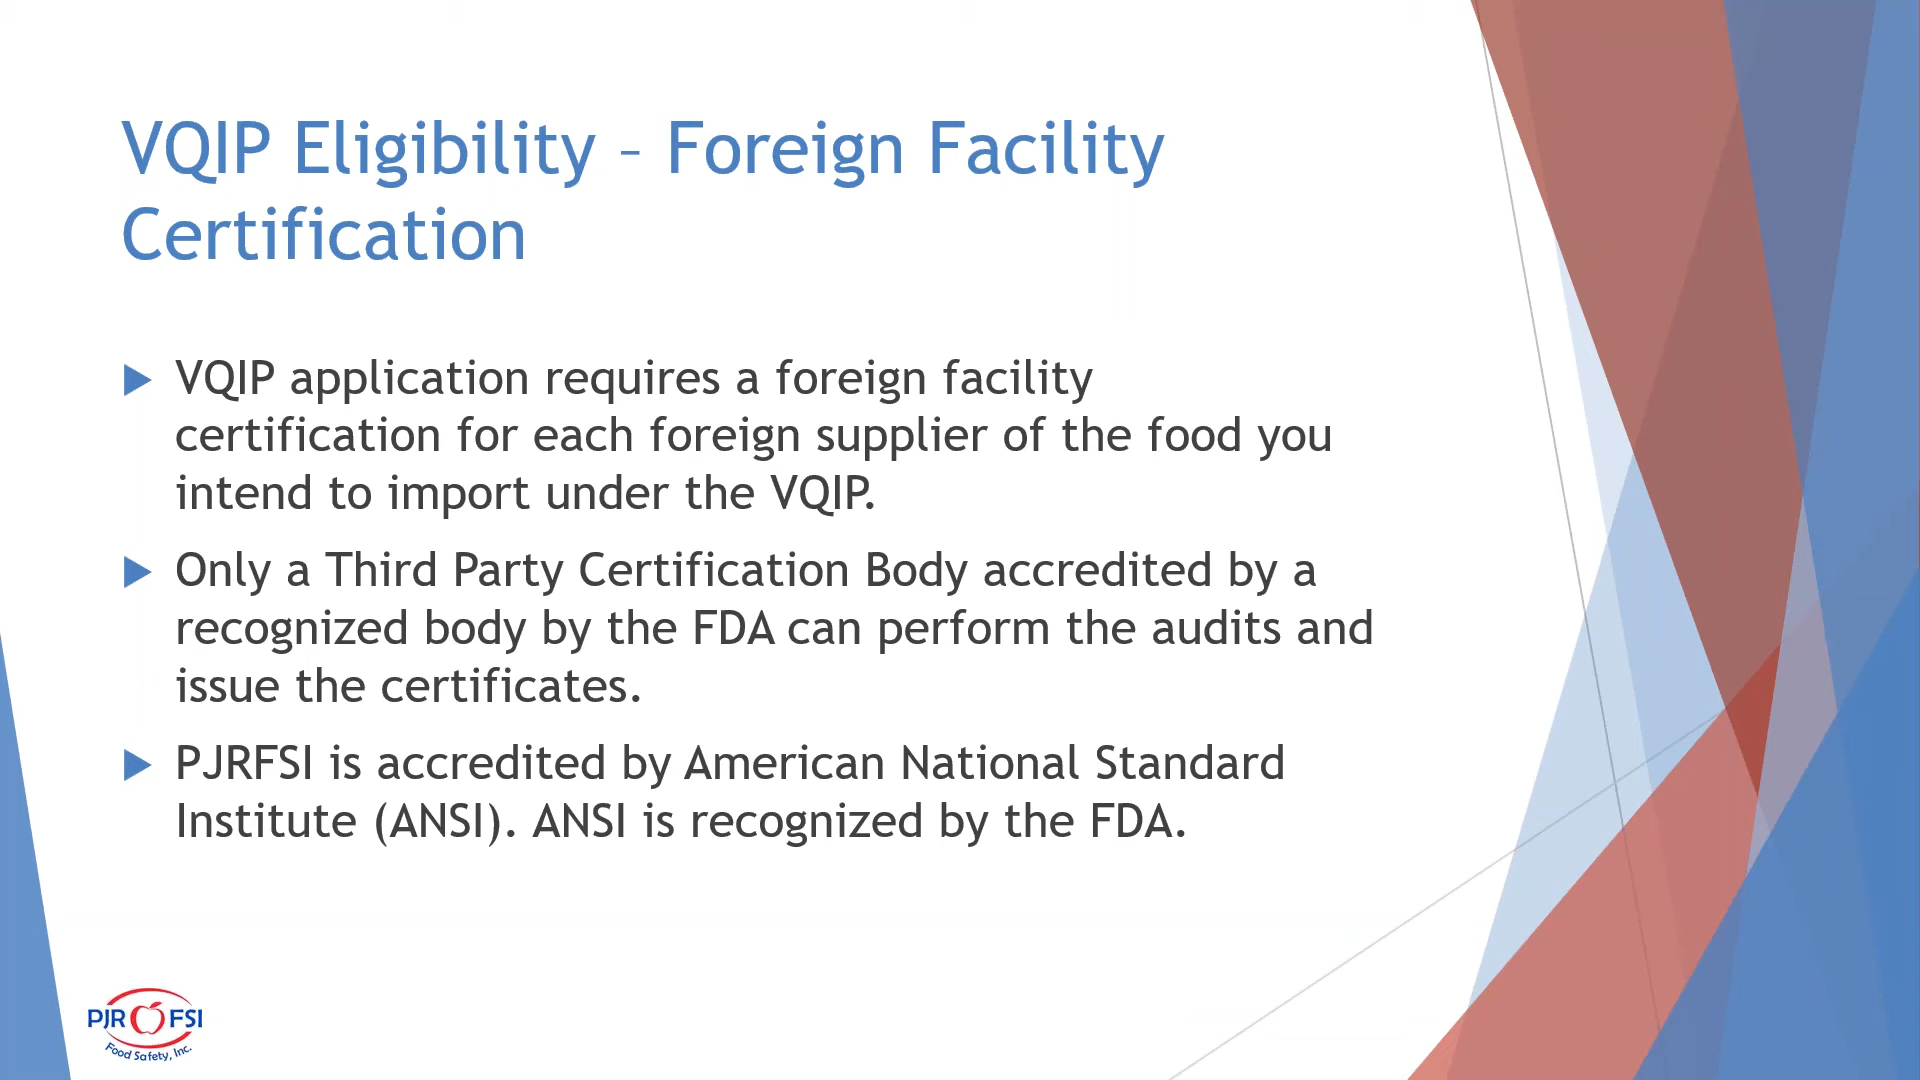 VQIP Eligibility – Foreign Facility
Certification
VQIP application requires a foreign facility
certification for each foreign supplier of the food you
intend to import under the VQIP.
Only a Third Party Certification Body accredited by a
recognized body by the FDA can perform the audits and
issue the certificates.
PJRFSI is accredited by American National Standard
Institute (ANSI). ANSI is recognized by the FDA.
PJR FSI
Food Safety, Inc.